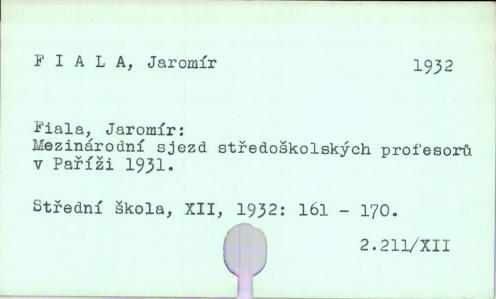 F I A L A, Jaromír 1932
Fiala, Jaromír:
Mezinárodní sjezd středoškolských profesorů
v Paříži 1931.
Střední škola, XII, 1932: 161 - 170.
2.211/XII